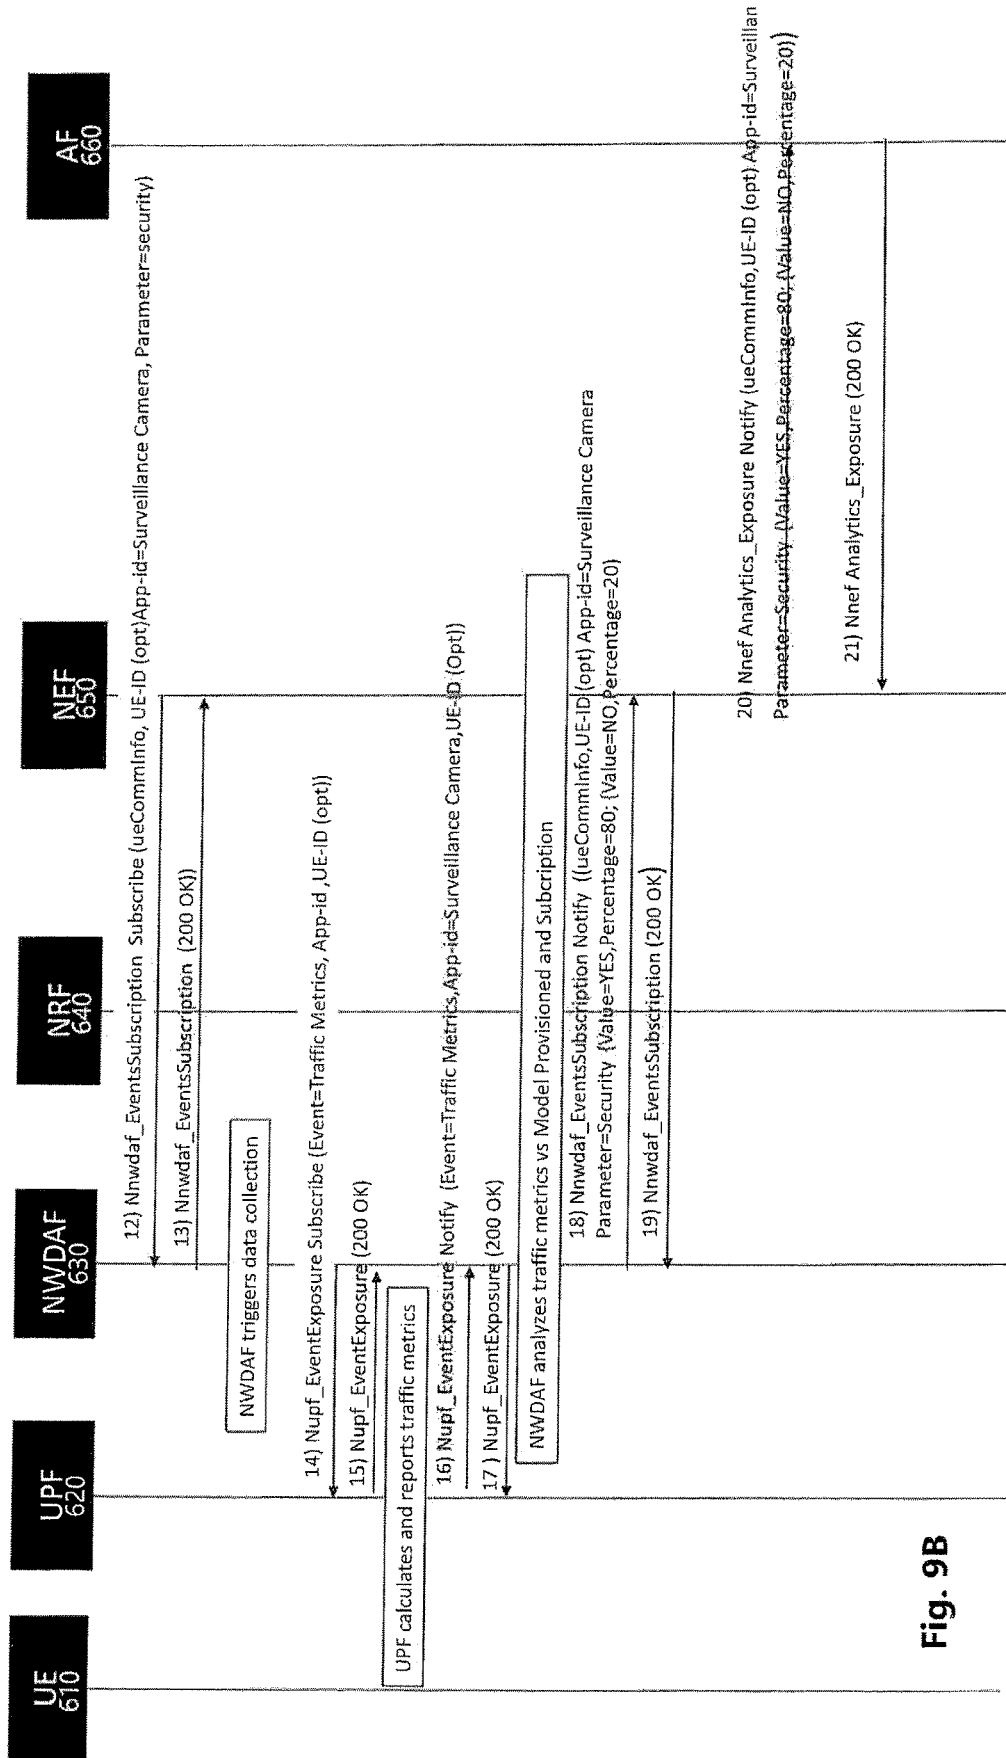 UE
610
UPF
620
NWDAF
630
NRF
640
NEF
650
AF
660
12) Nnwdaf_EventsSubscription Subscribe (ueCommInfo, UE-ID (opt)App-id=Surveillance Camera, Parameter=security)
13) Nnwdaf_EventsSubscription (200 OK))
NWDAF triggers data collection
14) Nupf_EventExposure Subscribe (Event=Traffic Metrics, App-id ,UE-ID (opt))
15) Nupf_EventExposure (200 OK)
UPF calculates and reports traffic metrics
16) Nupf_EventExposure Notify (Event=Traffic Metrics,App-id=Surveillance Camera,UE-ID (Opt))
17 ) Nupf_EventExposure (200 OK)
NWDAF analyzes traffic metrics vs Model Provisioned and Subcription
18) Nnwdaf_EventsSubscription Notify ((ueCommInfo,UE-ID (opt) App-id=Surveillance Camera
Parameter=Security {Value=YES,Percentage=80; {Value=NO,Percentage=20)
19) Nnwdaf_EventsSubscription (200 OK)
20) Nnef Analytics_Exposure Notify (ueCommInfo,UE-ID (opt) App-id=Surveillan
Parameter=Security {Value=YES,Percentage=80; {Value=NO,Percentage=20))
21) Nnef Analytics_Exposure (200 OK)
Fig. 9B